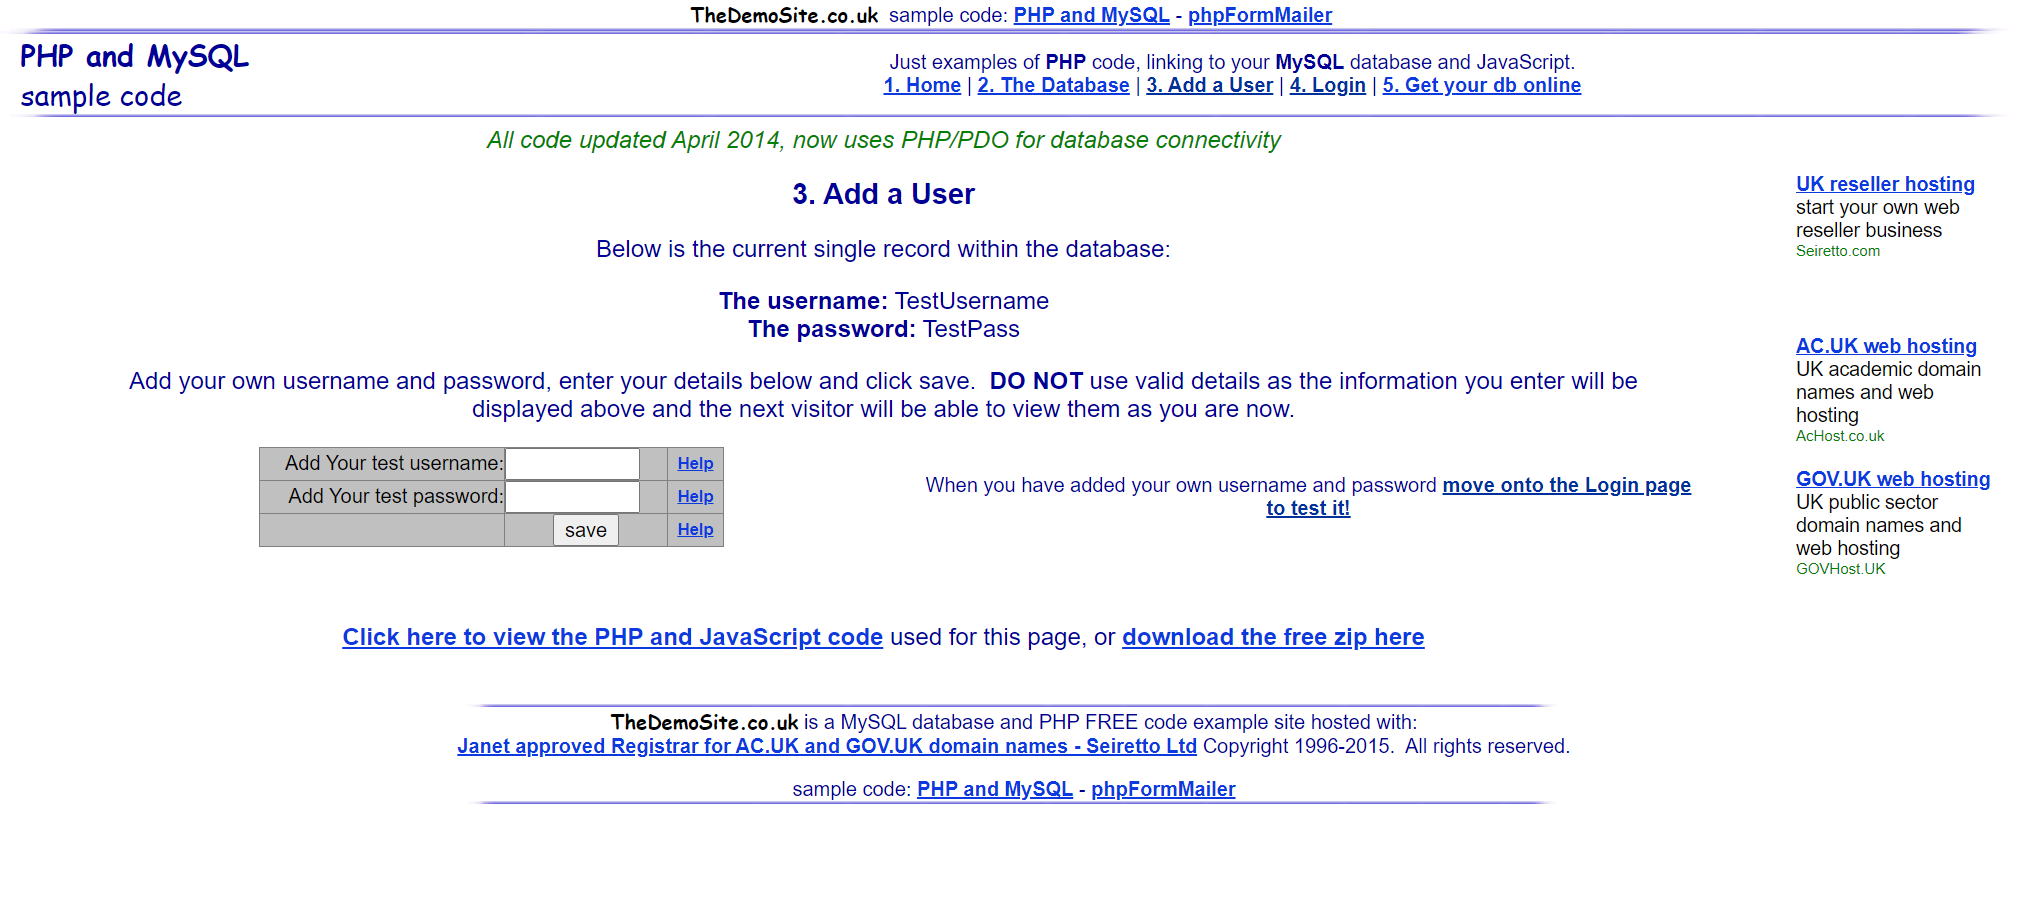 TheDemoSite.co.uk sample code: PHP and MySQL - phpFormMailer
PHP and MySQL
sample code
Just examples of PHP code, linking to your MySQL database and JavaScript.
1. Home | 2. The Database | 3. Add a User | 4. Login | 5. Get your db online
All code updated April 2014, now uses PHP/PDO for database connectivity
3. Add a User
Below is the current single record within the database:
The username: TestUsername
The password: TestPass
Add your own username and password, enter your details below and click save.  DO NOT use valid details as the information you enter will be
displayed above and the next visitor will be able to view them as you are now.
Add Your test username: Help
Add Your test password: Help
save Help
When you have added your own username and password move onto the Login page
to test it!
Click here to view the PHP and JavaScript code used for this page, or download the free zip here
UK reseller hosting
start your own web
reseller business
Seiretto.com
AC.UK web hosting
UK academic domain
names and web
hosting
AcHost.co.uk
GOV.UK web hosting
UK public sector
domain names and
web hosting
GOVHost.UK
TheDemoSite.co.uk is a MySQL database and PHP FREE code example site hosted with:
Janet approved Registrar for AC.UK and GOV.UK domain names - Seiretto Ltd Copyright 1996-2015.  All rights reserved.
sample code: PHP and MySQL - phpFormMailer